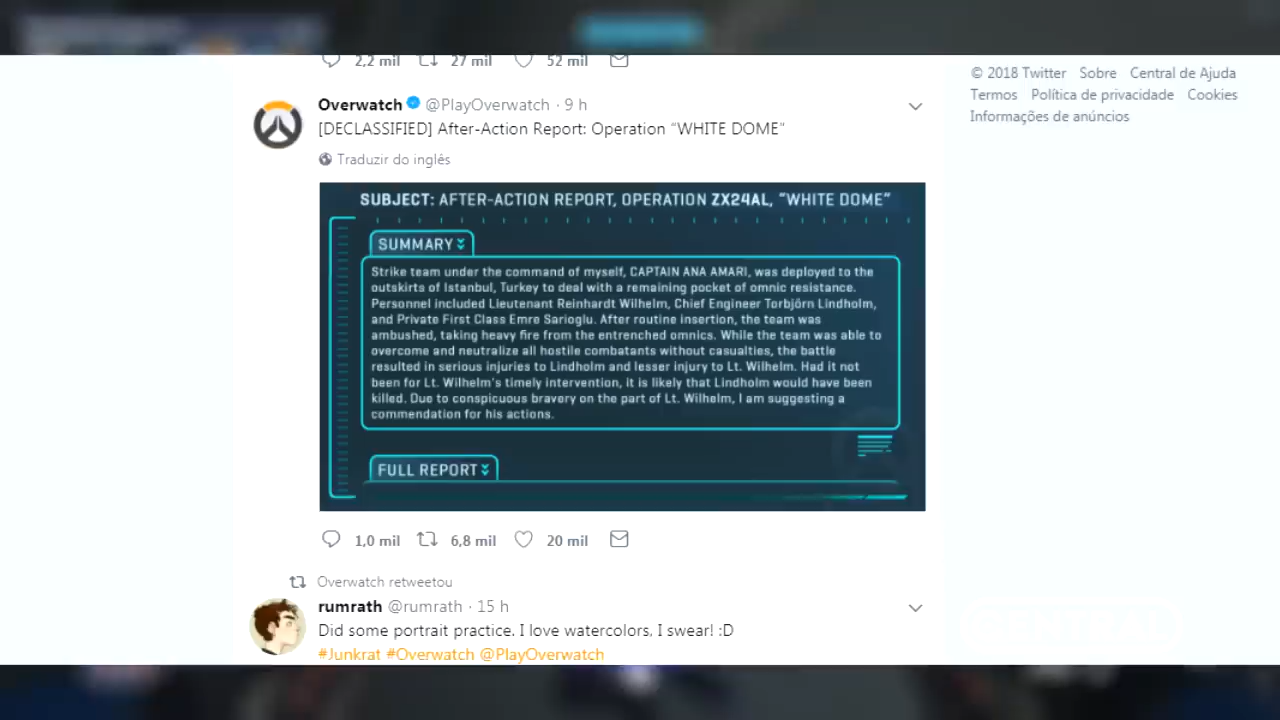 2,2 mil 27 mil 52 mil
© 2018 Twitter Sobre Central de Ajuda
Termos Política de privacidade Cookies
Informações de anúncios
Overwatch @PlayOverwatch · 9 h
[DECLASSIFIED] After-Action Report: Operation “WHITE DOME”
Traduzir do inglês
SUBJECT: AFTER-ACTION REPORT, OPERATION ZX24AL, “WHITE DOME”
SUMMARY
Strike team under the command of myself, CAPTAIN ANA AMARI, was deployed to the
outskirts of Istanbul, Turkey to deal with a remaining pocket of omnic resistance.
Personnel included Lieutenant Reinhardt Wilhelm, Chief Engineer Torbjörn Lindholm,
and Private First Class Emre Sarioglu. After routine insertion, the team was
ambushed, taking heavy fire from the entrenched omnics. While the team was able to
overcome and neutralize all hostile combatants without casualties, the battle
resulted in serious injuries to Lindholm and lesser injury to Lt. Wilhelm. Had it not
been for Lt. Wilhelm's timely intervention, it is likely that Lindholm would have been
killed. Due to conspicuous bravery on the part of Lt. Wilhelm, I am suggesting a
commendation for his actions.
FULL REPORT
1,0 mil 6,8 mil 20 mil
Overwatch retweetou
rumrath @rumrath · 15 h
Did some portrait practice. I love watercolors, I swear! :D
#Junkrat #Overwatch @PlayOverwatch